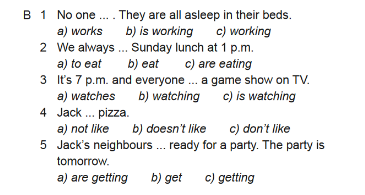 B 1 No one ... . They are all asleep in their beds.
a) works b) is working c) working
2 We always ... Sunday lunch at 1 p.m.
a) to eat b) eat c) are eating
3 It's 7 p.m. and everyone ... a game show on TV.
a) watches b) watching c) is watching
4 Jack ... pizza.
a) not like b) doesn't like c) don't like
5 Jack's neighbours ... ready for a party. The party is
tomorrow.
a) are getting b) get c) getting